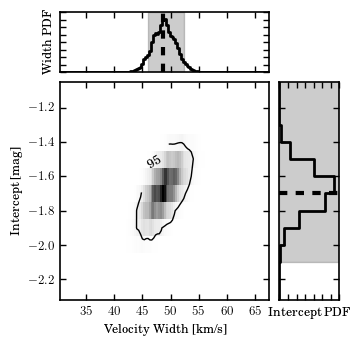 Width PDF
−1.2
−1.4
−1.6
−1.8
−2.0
−2.2
Intercept [mag]
95
35 40 45 50 55 60 65
Velocity Width [km/s]
Intercept PDF